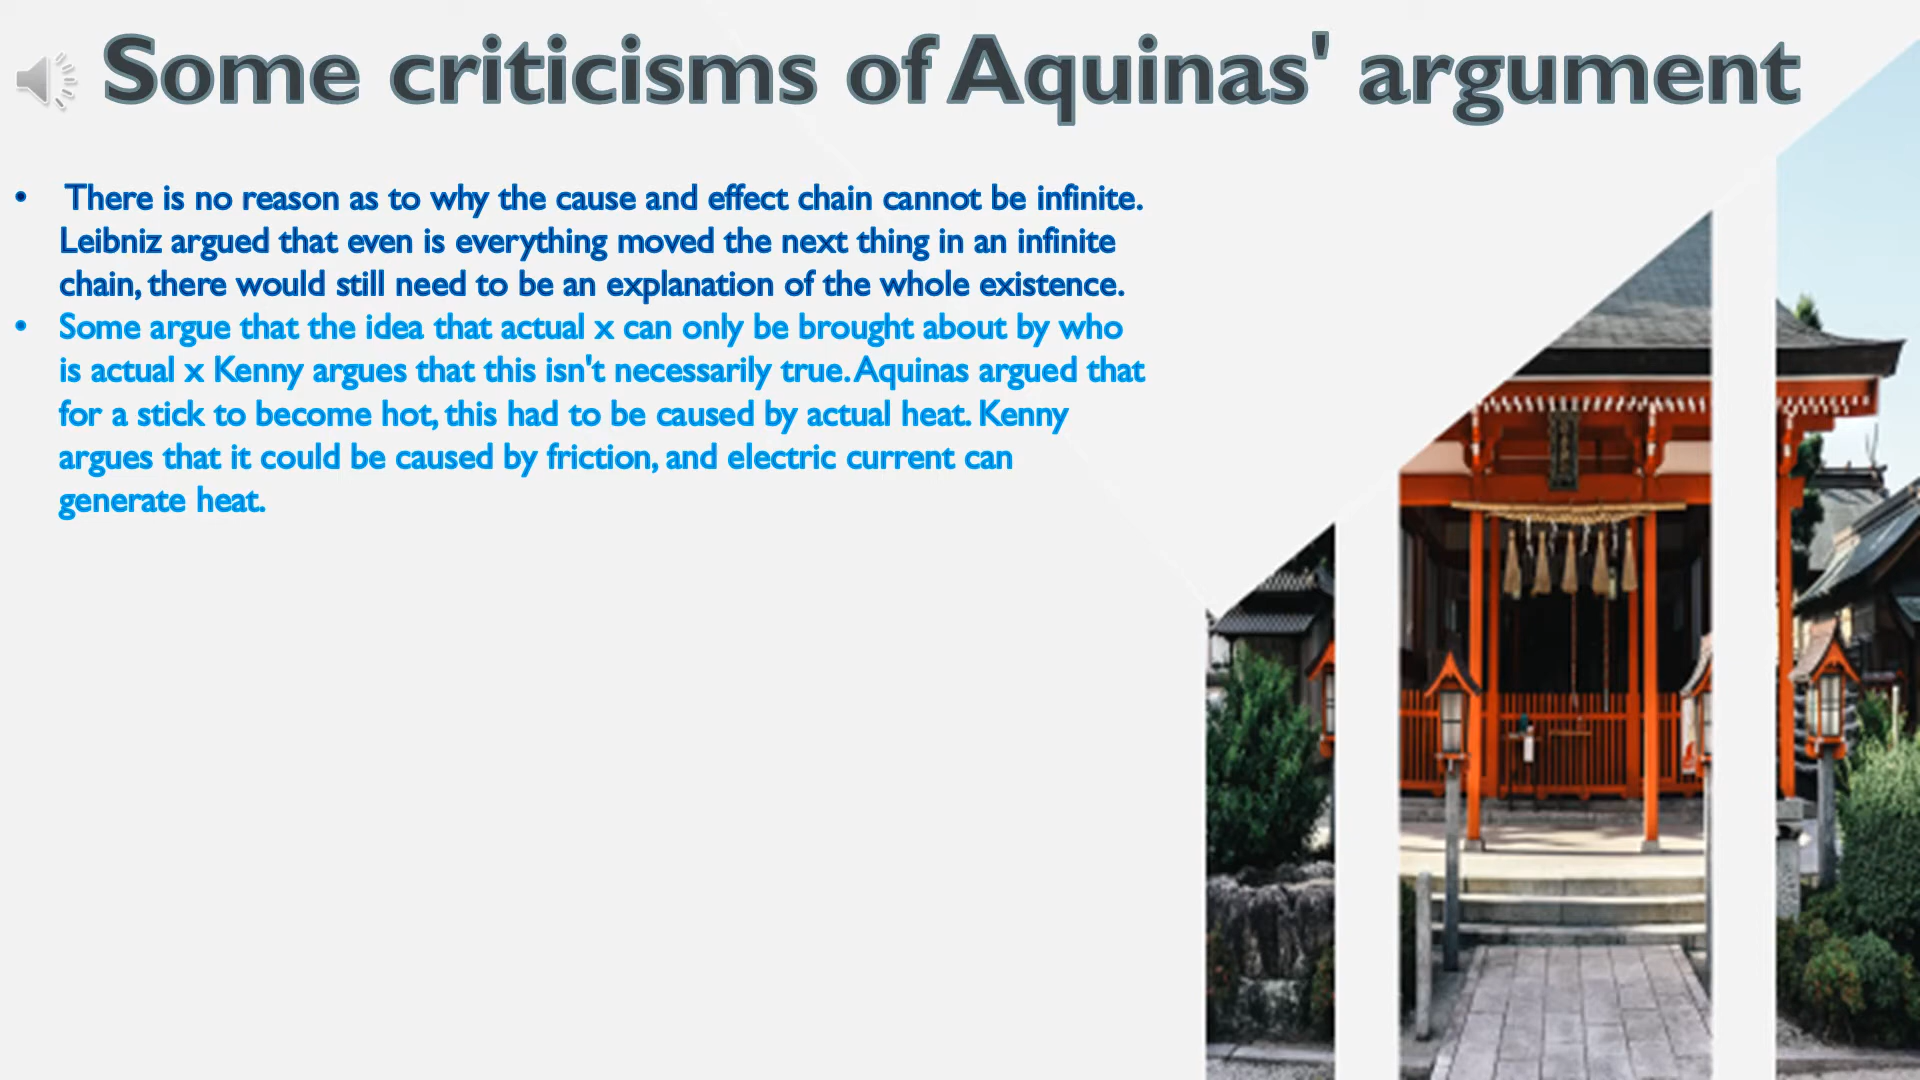 Some criticisms of Aquinas' argument
• There is no reason as to why the cause and effect chain cannot be infinite.
Leibniz argued that even is everything moved the next thing in an infinite
chain, there would still need to be an explanation of the whole existence.
• Some argue that the idea that actual x can only be brought about by who
is actual x Kenny argues that this isn't necessarily true. Aquinas argued that
for a stick to become hot, this had to be caused by actual heat. Kenny
argues that it could be caused by friction, and electric current can
generate heat.